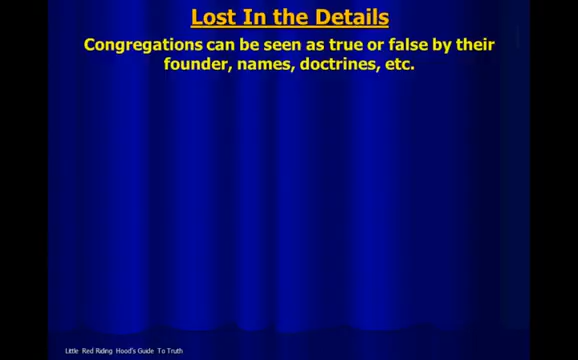 Lost In the Details
Congregations can be seen as true or false by their
founder, names, doctrines, etc.
Little Red Riding Hood's Guide To Truth